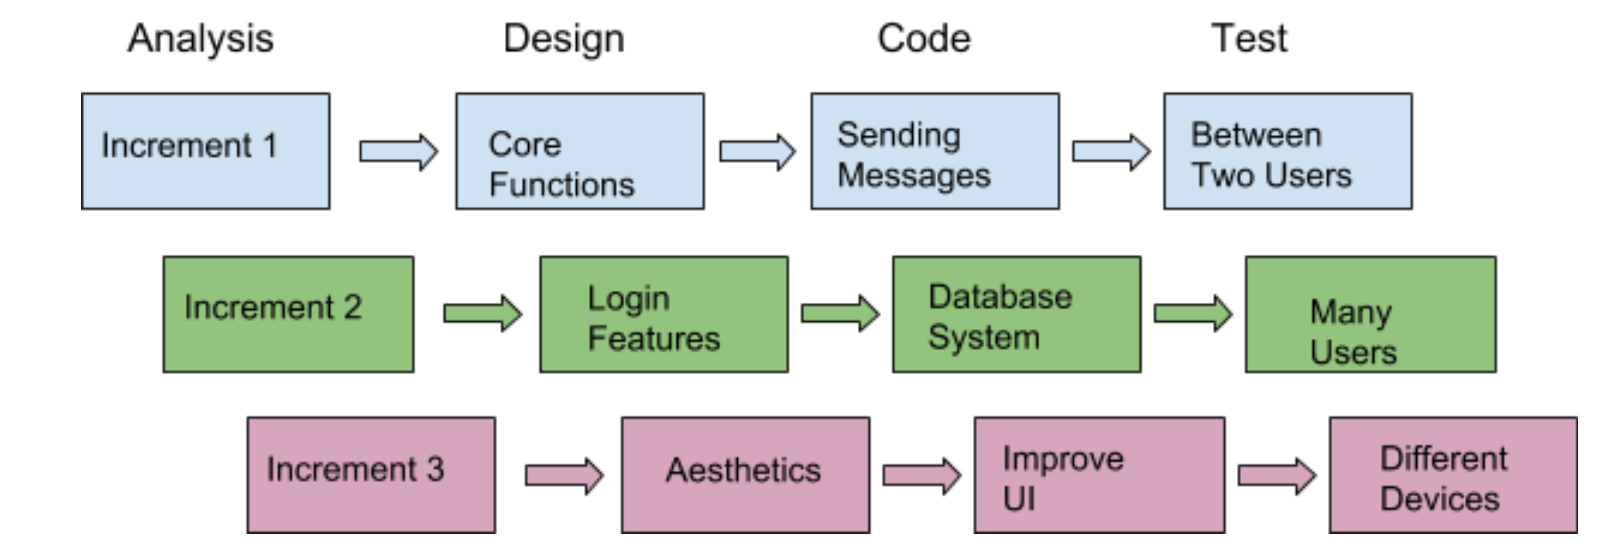 Analysis
Design
Code
Test
Increment 1
Core
Functions
Sending
Messages
Between
Two Users
Increment 2
Login
Features
Database
System
Many
Users
Increment 3
Aesthetics
Improve
UI
Different
Devices